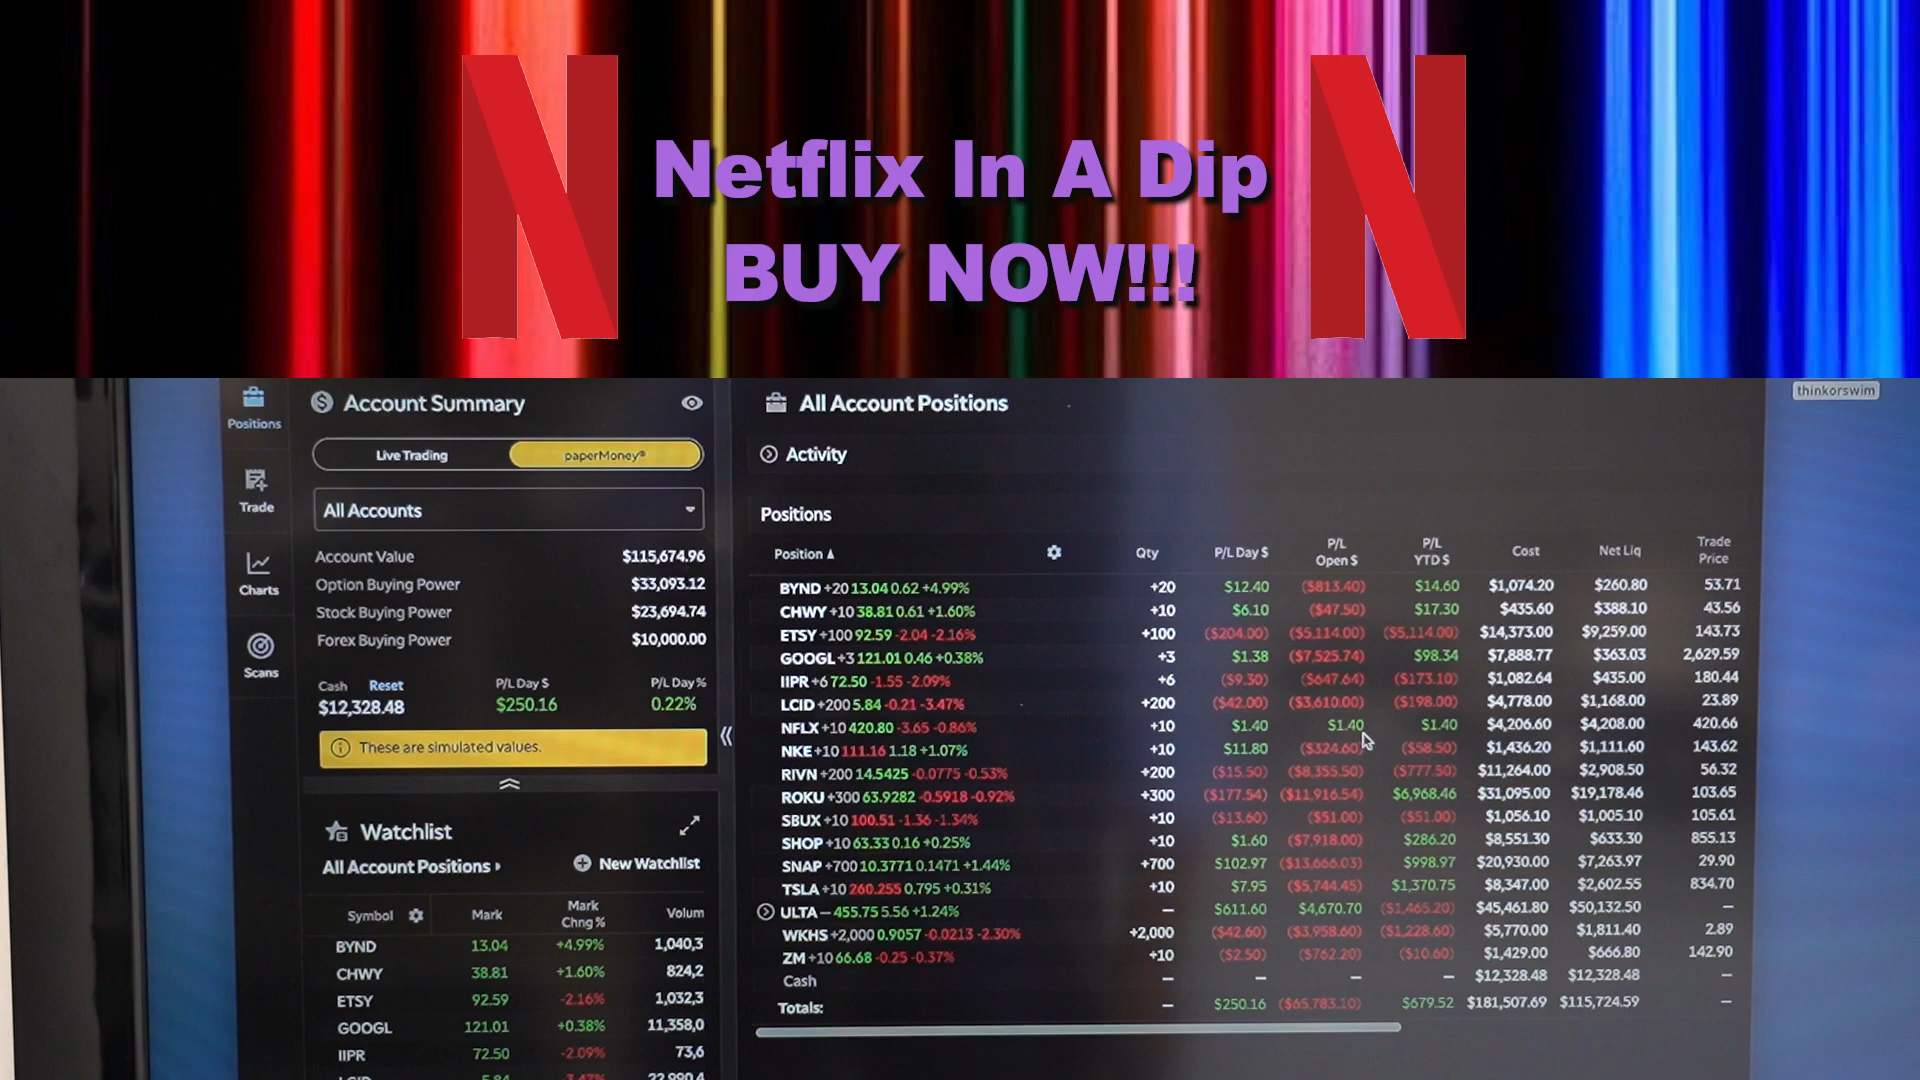 Netflix In A Dip
BUY NOW!!!
thinkorswim
Positions
Trade
Charts
Scans
Account Summary
Live Trading paperMoney®
All Accounts
Account Value $115,674.96
Option Buying Power $33,093.12
Stock Buying Power $23,694.74
Forex Buying Power $10,000.00
Cash Reset P/L Day $ P/L Day %
$12,328.48 $250.16 0.22%
These are simulated values.
Watchlist
All Account Positions New Watchlist
Symbol Mark Mark Chng % Volum
BYND 13.04 +4.99% 1,040,3
CHWY 38.81 +1.60% 824,2
ETSY 92.59 -2.16% 1,032,3
GOOGL 121.01 +0.38% 11,358,0
IIPR 72.50 -2.09% 73,6
LCID 5.84 -3.47% 22,990,4
All Account Positions
Activity
Positions
Position Qty P/L Day $ P/L Open $ P/L YTD $ Cost Net Liq Trade Price
BYND +20 13.04 0.62 +4.99% +20 $12.40 ($813.40) $14.60 $1,074.20 $260.80 53.71
CHWY +10 38.81 0.61 +1.60% +10 $6.10 ($47.50) $17.30 $435.60 $388.10 43.56
ETSY +100 92.59 -2.04 -2.16% +100 ($204.00) ($5,114.00) ($5,114.00) $14,373.00 $9,259.00 143.73
GOOGL +3 121.01 0.46 +0.38% +3 $1.38 ($7,525.74) $98.34 $7,888.77 $363.03 2,629.59
IIPR +6 72.50 -1.55 -2.09% +6 ($9.30) ($647.64) ($173.10) $1,082.64 $435.00 180.44
LCID +200 5.84 -0.21 -3.47% +200 ($42.00) ($3,610.00) ($198.00) $4,778.00 $1,168.00 23.89
NFLX +10 420.80 -3.65 -0.86% +10 $1.40 $1.40 $1.40 $4,206.60 $4,208.00 420.66
NKE +10 111.16 1.18 +1.07% +10 $11.80 ($324.60) ($58.50) $1,436.20 $1,111.60 143.62
RIVN +200 14.5425 -0.0775 -0.53% +200 ($15.50) ($8,355.50) ($777.50) $11,264.00 $2,908.50 56.32
ROKU +300 63.9282 -0.5918 -0.92% +300 ($177.54) ($11,916.54) $6,968.46 $31,095.00 $19,178.46 103.65
SBUX +10 100.51 -1.36 -1.34% +10 ($13.60) ($51.00) ($51.00) $1,056.10 $1,005.10 105.61
SHOP +10 63.33 0.16 +0.25% +10 $1.60 ($7,918.00) $286.20 $8,551.30 $633.30 855.13
SNAP +700 10.3771 0.1471 +1.44% +700 $102.97 ($13,666.03) $998.97 $20,930.00 $7,263.97 29.90
TSLA +10 260.255 0.795 +0.31% +10 $7.95 ($5,744.45) $1,370.75 $8,347.00 $2,602.55 834.70
ULTA — 455.75 5.56 +1.24% — $611.60 $4,670.70 ($1,465.20) $45,461.80 $50,132.50 —
WKHS +2,000 0.9057 -0.0213 -2.30% +2,000 ($42.60) ($3,958.60) ($1,228.60) $5,770.00 $1,811.40 2.89
ZM +10 66.68 -0.25 -0.37% +10 ($2.50) ($762.20) ($10.60) $1,429.00 $666.80 142.90
Cash — — — — $12,328.48 $12,328.48 —
Totals: — $250.16 ($65,783.10) $679.52 $181,507.69 $115,724.59 —